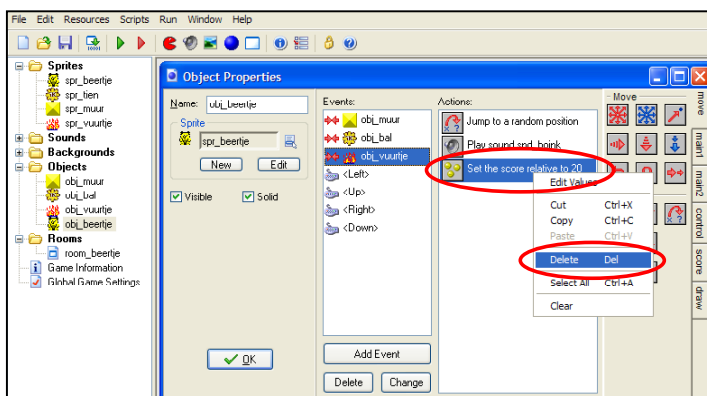 File Edit Resources Scripts Run Window Help
Sprites
spr_beertje
spr_tien
spr_muur
spr_vuurtje
Sounds
Backgrounds
Objects
obj_muur
obj_bal
obj_vuurtje
obj_beertje
Rooms
room_beertje
Game Information
Global Game Settings
Object Properties
Name: obj_beertje
Sprite
spr_beertje
New Edit
Visible Solid
OK
Events:
obj_muur
obj_bal
obj_vuurtje
<Left>
<Up>
<Right>
<Down>
Add Event
Delete Change
Actions:
Jump to a random position
Play sound snd_boink
Set the score relative to 20
Edit Values
Cut Ctrl+X
Copy Ctrl+C
Paste Ctrl+V
Delete Del
Select All Ctrl+A
Clear
Move
move
main1
main2
control
score
draw